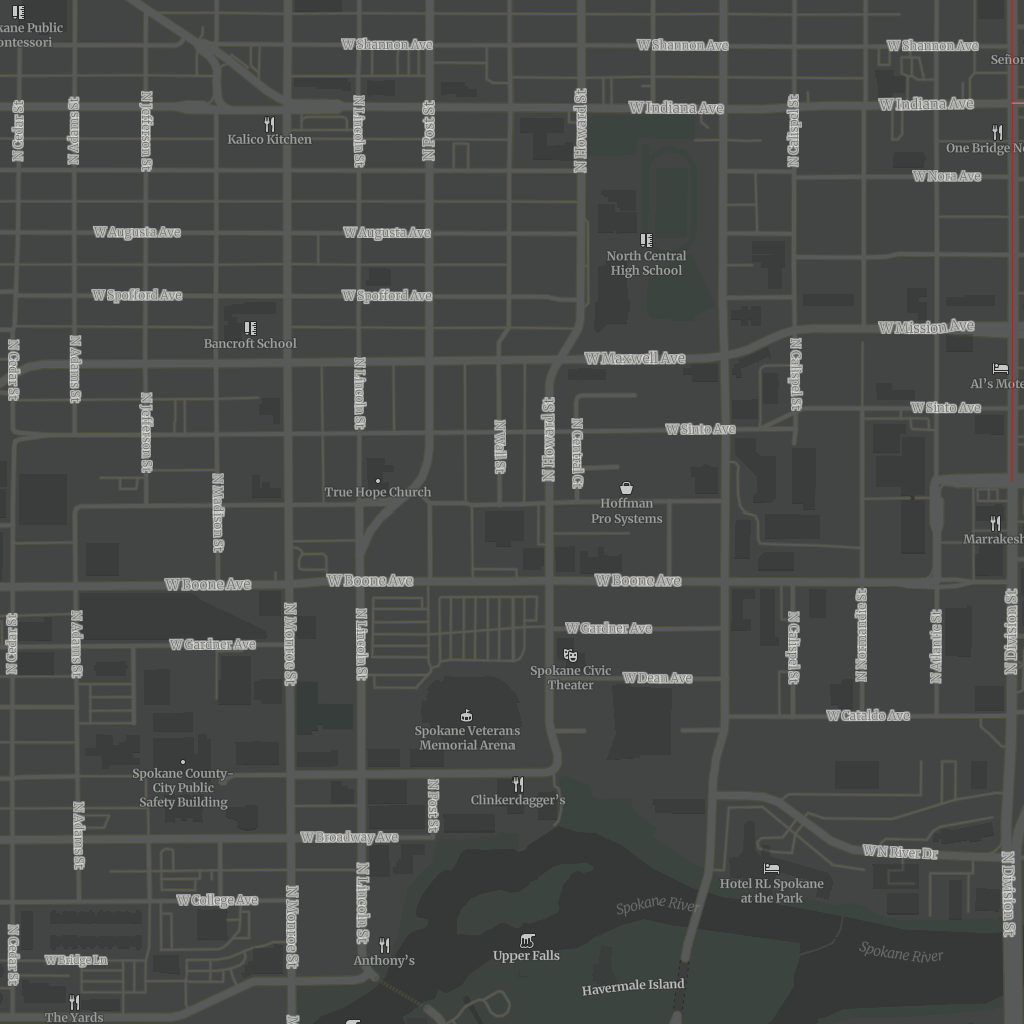 kane Public
ontessori
W Shannon Ave
W Shannon Ave
W Shannon Ave
Señor
N Cedar St
N Adams St
N Jefferson St
Kalico Kitchen
N Lincoln St
N Post St
N Howard St
W Indiana Ave
N Calispel St
W Indiana Ave
One Bridge No
W Nora Ave
W Augusta Ave
W Augusta Ave
North Central
High School
W Spofford Ave
W Spofford Ave
Bancroft School
W Mission Ave
W Maxwell Ave
N Cedar St
N Adams St
N Jefferson St
N Lincoln St
N Calispel St
Al's Mote
W Sinto Ave
W Sinto Ave
N Wall St
N Howard St
N Central Ct
N Madison St
True Hope Church
Hoffman
Pro Systems
Marrakesh
W Boone Ave
W Boone Ave
W Boone Ave
N Cedar St
N Adams St
W Gardner Ave
N Monroe St
N Lincoln St
W Gardner Ave
Spokane Civic
Theater
W Dean Ave
N Calispel St
N Normandie St
N Atlantic St
N Division St
W Cataldo Ave
Spokane Veterans
Memorial Arena
Spokane County-
City Public
Safety Building
N Post St
Clinkerdagger's
N Adams St
W Broadway Ave
W N River Dr
N Division St
Hotel RL Spokane
at the Park
W College Ave
N Monroe St
N Lincoln St
Spokane River
Spokane River
N Cedar St
W Bridge Ln
Anthony's
Upper Falls
Havermale Island
The Yards
N